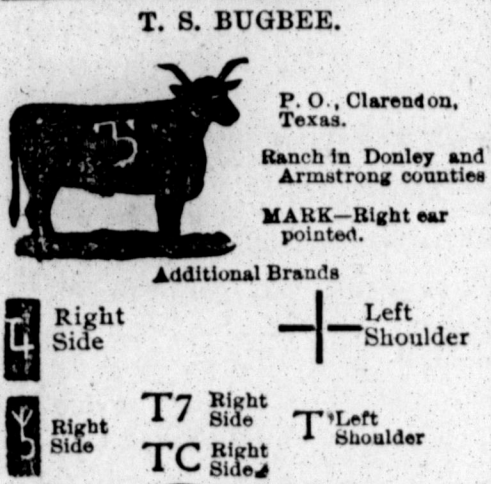 T. S. BUGBEE.
P. O., Clarendon,
Texas.
Ranch in Donley and
Armstrong counties
MARK—Right ear
pointed.
Additional Brands
Right
Side
Left
Shoulder
Right
Side
T7 Right
Side
TC Right
Side
T Left
Shoulder